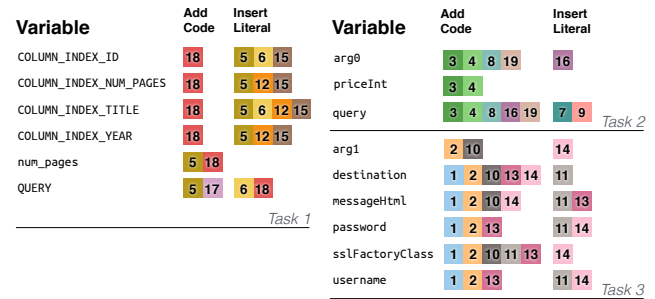 Variable Add Code Insert Literal
COLUMN_INDEX_ID 18 5 6 15
COLUMN_INDEX_NUM_PAGES 18 5 12 15
COLUMN_INDEX_TITLE 18 5 6 12 15
COLUMN_INDEX_YEAR 18 5 12 15
num_pages 5 18
QUERY 5 17 6 18
Task 1
Variable Add Code Insert Literal
arg0 3 4 8 19 16
priceInt 3 4
query 3 4 8 16 19 7 9
Task 2
arg1 2 10 14
destination 1 2 10 13 14 11
messageHtml 1 2 10 14 11 13
password 1 2 13 11 14
sslFactoryClass 1 2 10 11 13 14
username 1 2 13 11 14
Task 3